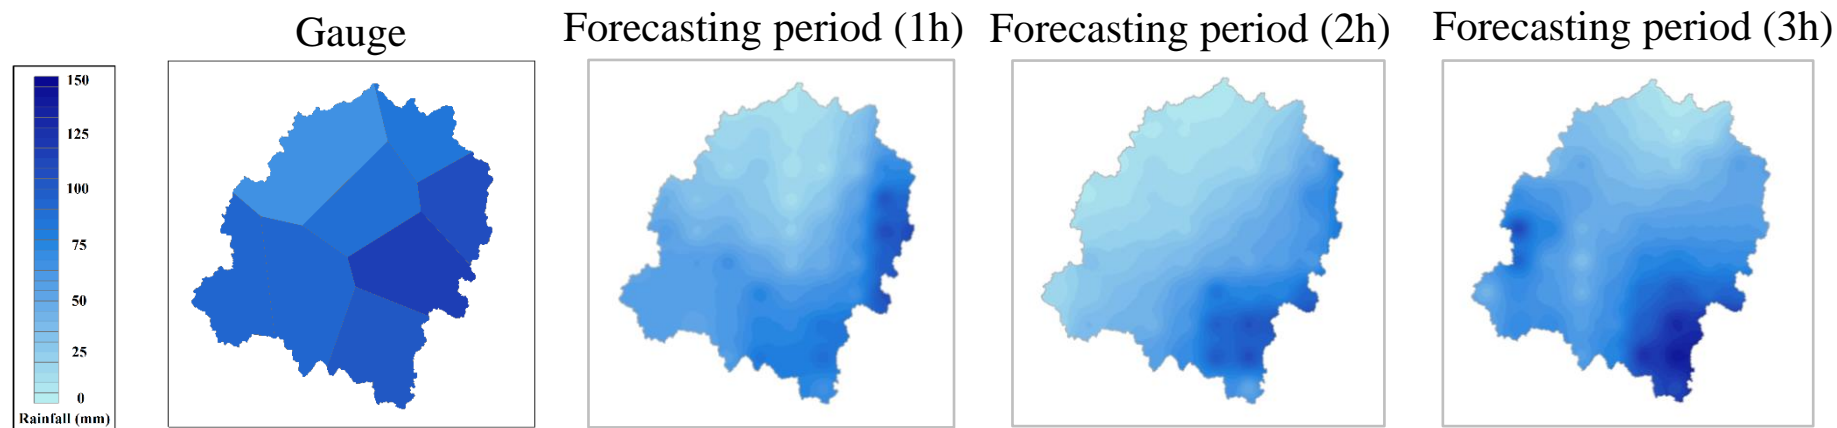 Gauge
Forecasting period (1h)
Forecasting period (2h)
Forecasting period (3h)
150
125
100
75
50
25
0
Rainfall (mm)